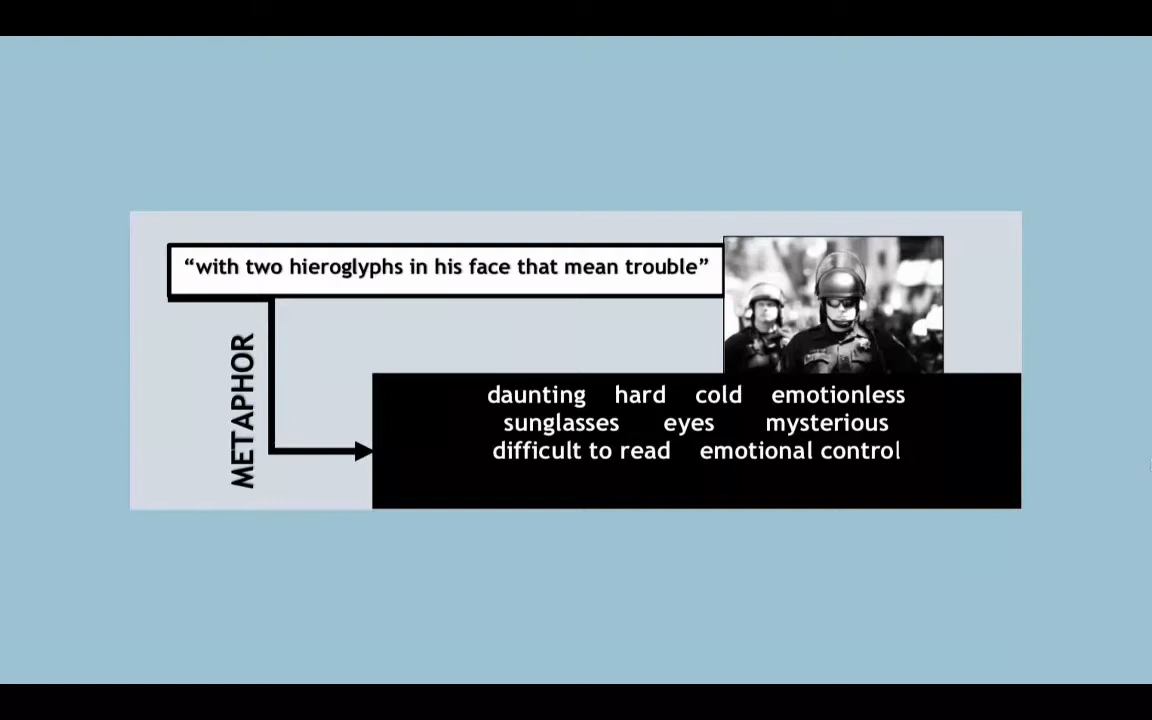 “with two hieroglyphs in his face that mean trouble”
METAPHOR
daunting hard cold emotionless
sunglasses eyes mysterious
difficult to read emotional control